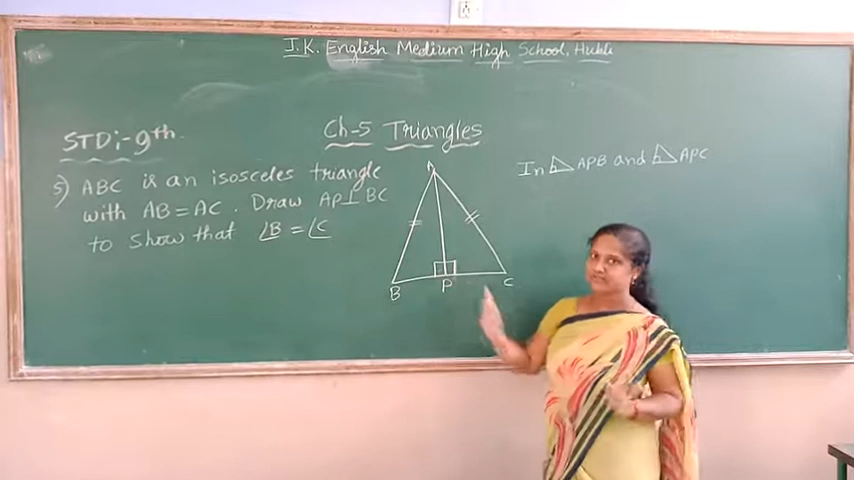 I.K. English Medium High School, Hubli
STD:-9th
Ch-5 Triangles
5) ABC is an isosceles triangle
with AB=AC. Draw AP⊥BC
to show that ∠B=∠C
A
B
P
C
In △APB and △APC